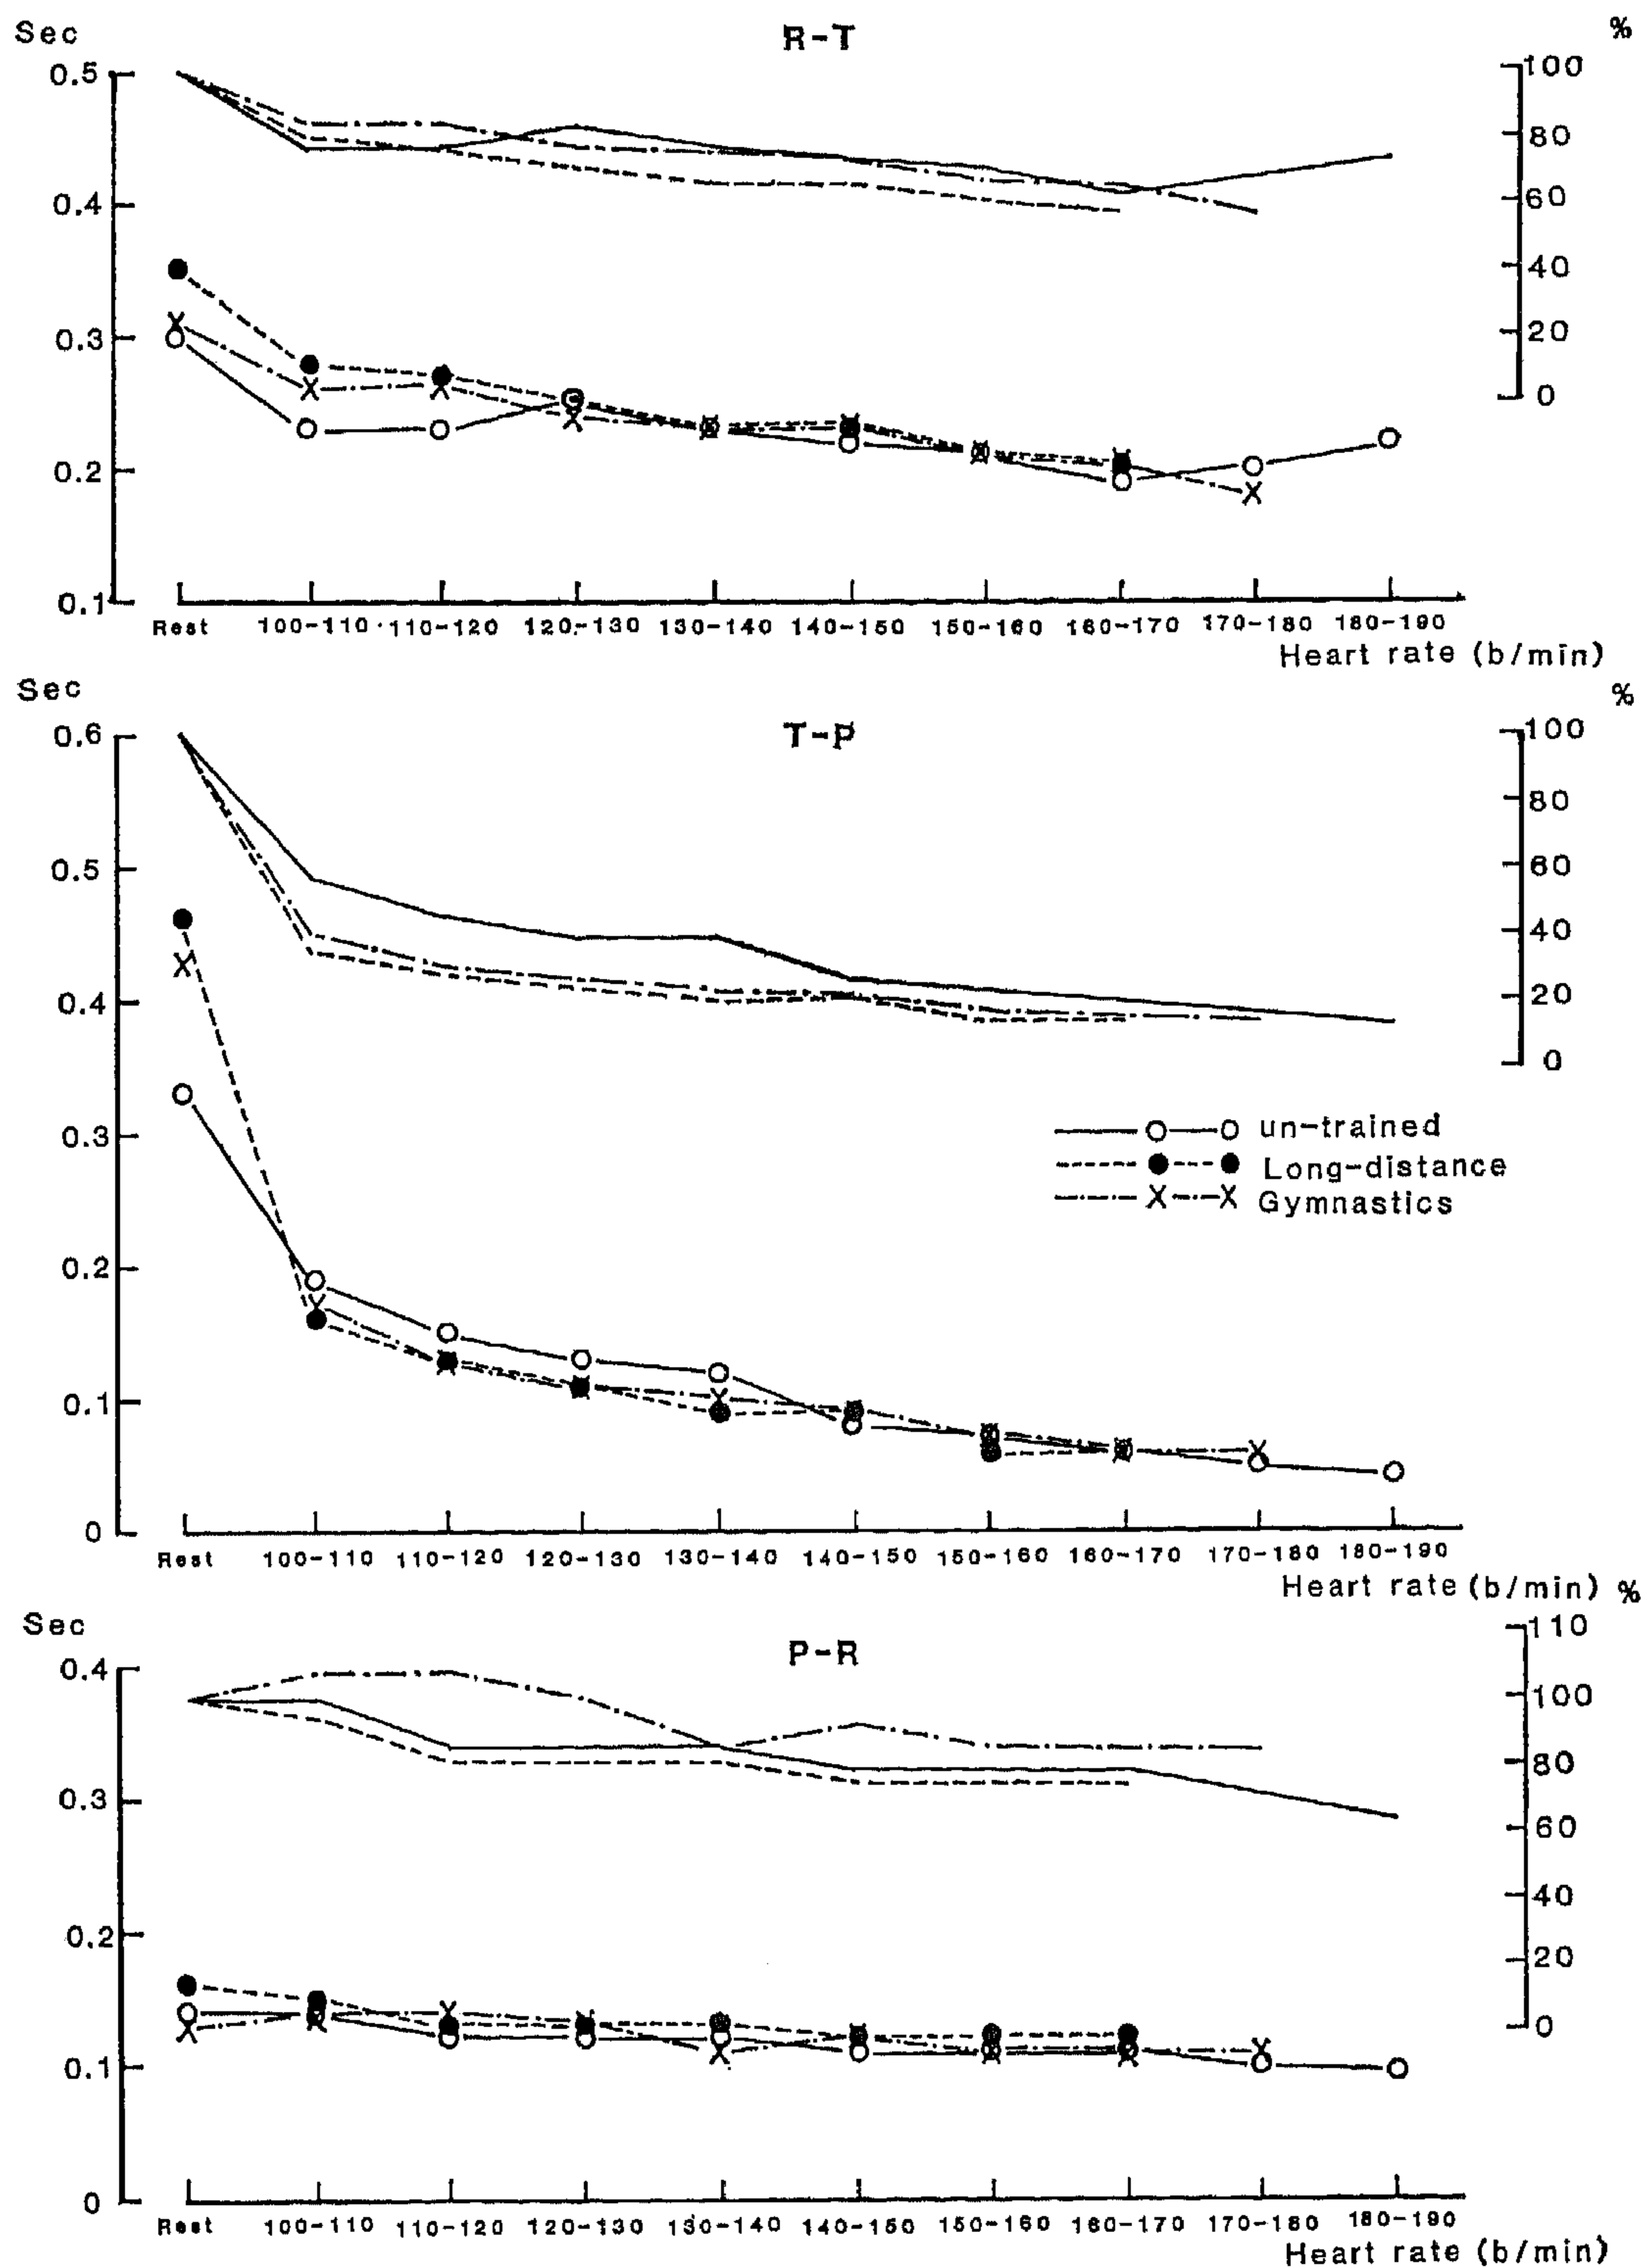 Sec R-T %
0.5 100
80
0.4 60
40
0.3 20
0
0.2
0.1
Rest 100-110 110-120 120-130 130-140 140-150 150-160 160-170 170-180 180-190
Heart rate (b/min)
Sec %
0.6 T-P 100
80
0.5 60
40
0.4 20
0
0.3 un-trained
Long-distance
Gymnastics
0.2
0.1
0
Rest 100-110 110-120 120-130 130-140 140-150 150-160 160-170 170-180 180-190
Heart rate (b/min) %
Sec 110
0.4 P-R
100
80
0.3
60
40
0.2 20
0
0.1
0
Rest 100-110 110-120 120-130 130-140 140-150 150-160 160-170 170-180 180-190
Heart rate (b/min)